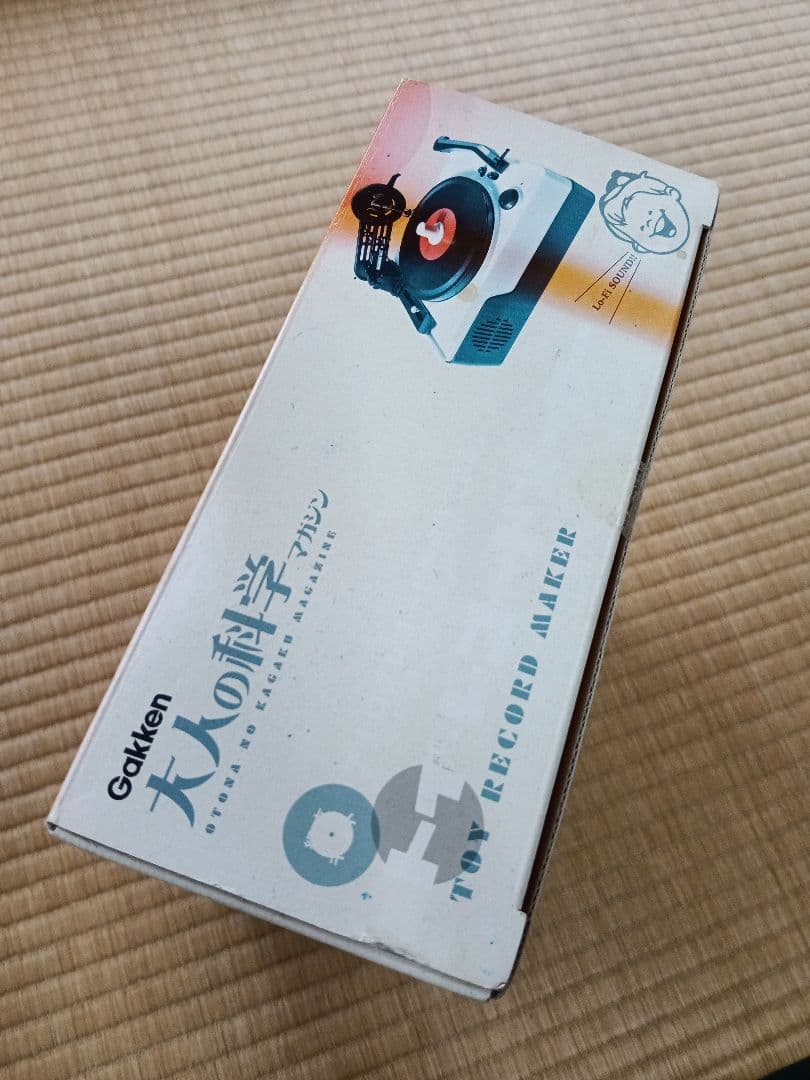 Gakken
大人の科学マガジン
OTONA NO KAGAKU MAGAZINE
TOY RECORD MAKER
Lo-Fi SOUND!!